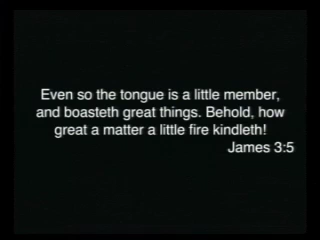 Even so the tongue is a little member,
and boasteth great things. Behold, how
great a matter a little fire kindleth!
James 3:5